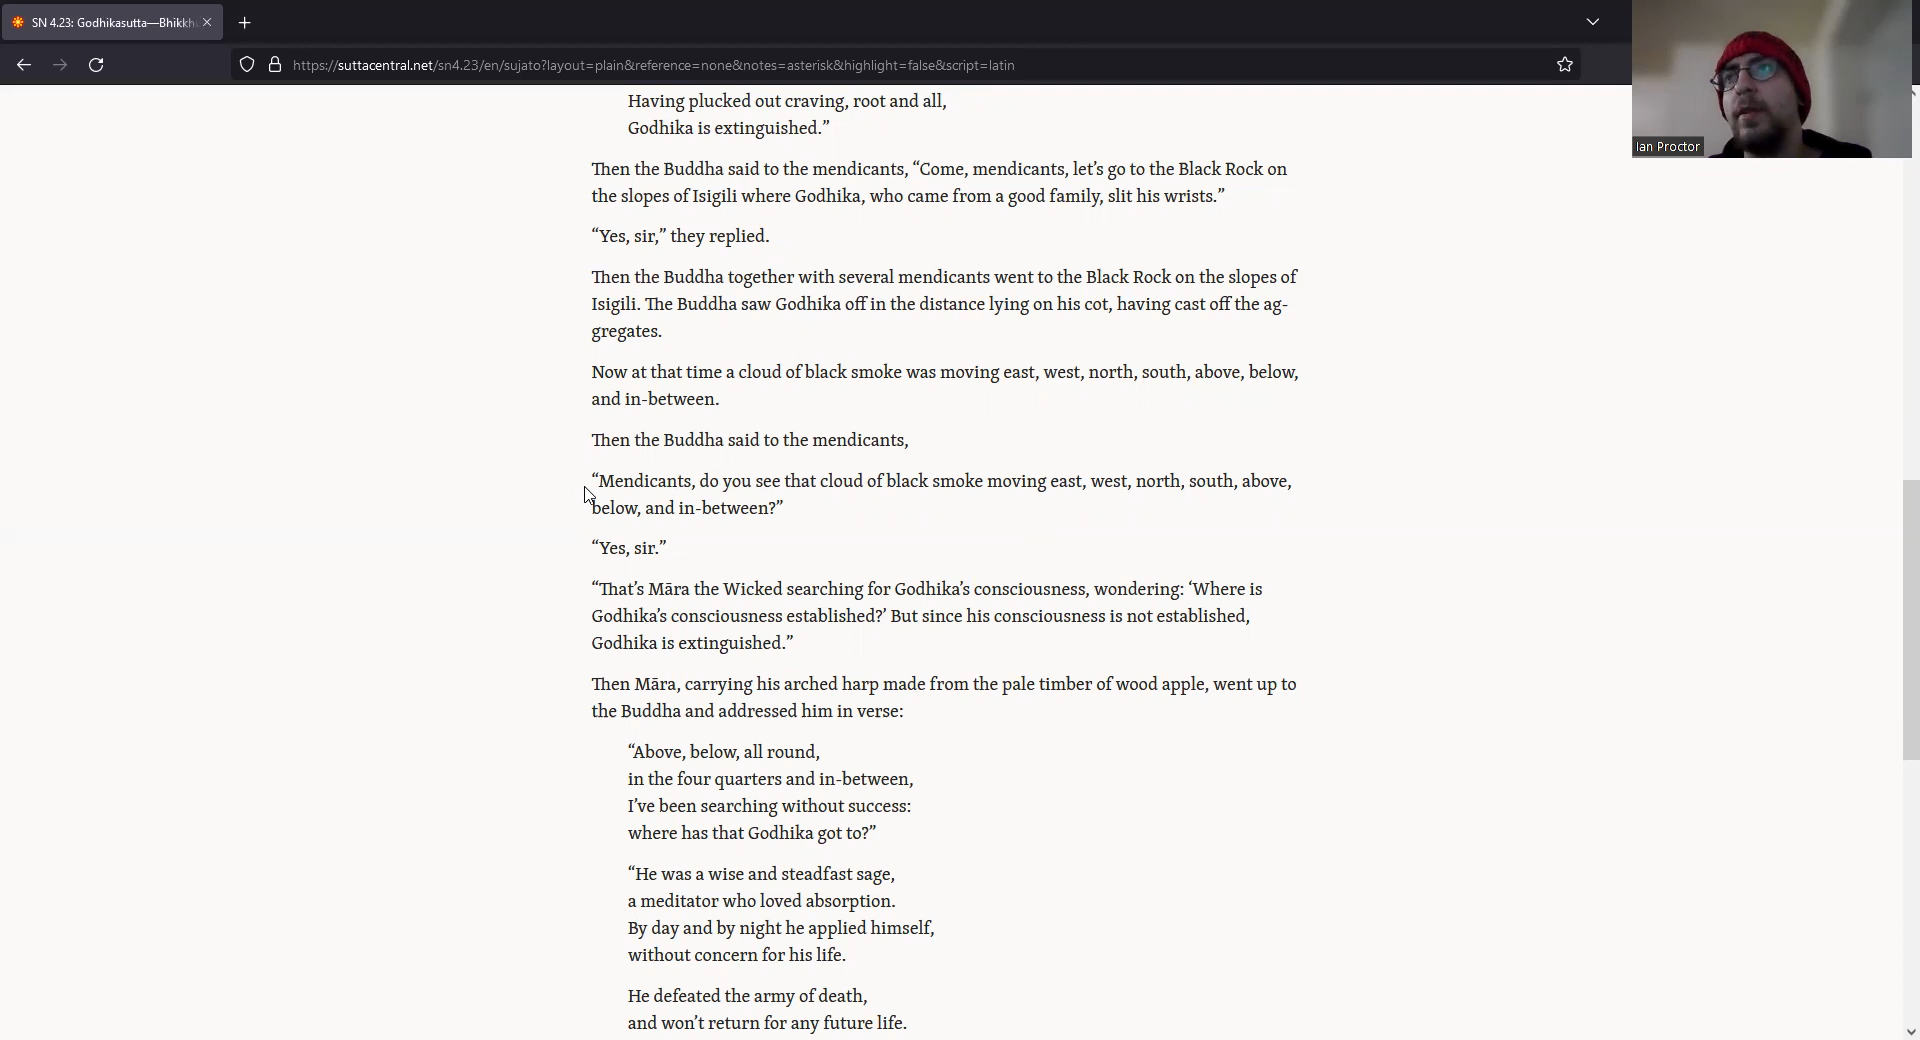 SN 4.23: Godhikasutta—Bhikkhu
https://suttacentral.net/sn4.23/en/sujato?layout=plain&reference=none&notes=asterisk&highlight=false&script=latin
Ian Proctor
Having plucked out craving, root and all,
Godhika is extinguished.”
Then the Buddha said to the mendicants, “Come, mendicants, let’s go to the Black Rock on
the slopes of Isigili where Godhika, who came from a good family, slit his wrists.”
“Yes, sir,” they replied.
Then the Buddha together with several mendicants went to the Black Rock on the slopes of
Isigili. The Buddha saw Godhika off in the distance lying on his cot, having cast off the ag-
gregates.
Now at that time a cloud of black smoke was moving east, west, north, south, above, below,
and in-between.
Then the Buddha said to the mendicants,
“Mendicants, do you see that cloud of black smoke moving east, west, north, south, above,
below, and in-between?”
“Yes, sir.”
“That’s Māra the Wicked searching for Godhika’s consciousness, wondering: ‘Where is
Godhika’s consciousness established?’ But since his consciousness is not established,
Godhika is extinguished.”
Then Māra, carrying his arched harp made from the pale timber of wood apple, went up to
the Buddha and addressed him in verse:
“Above, below, all round,
in the four quarters and in-between,
I’ve been searching without success:
where has that Godhika got to?”
“He was a wise and steadfast sage,
a meditator who loved absorption.
By day and by night he applied himself,
without concern for his life.
He defeated the army of death,
and won’t return for any future life.